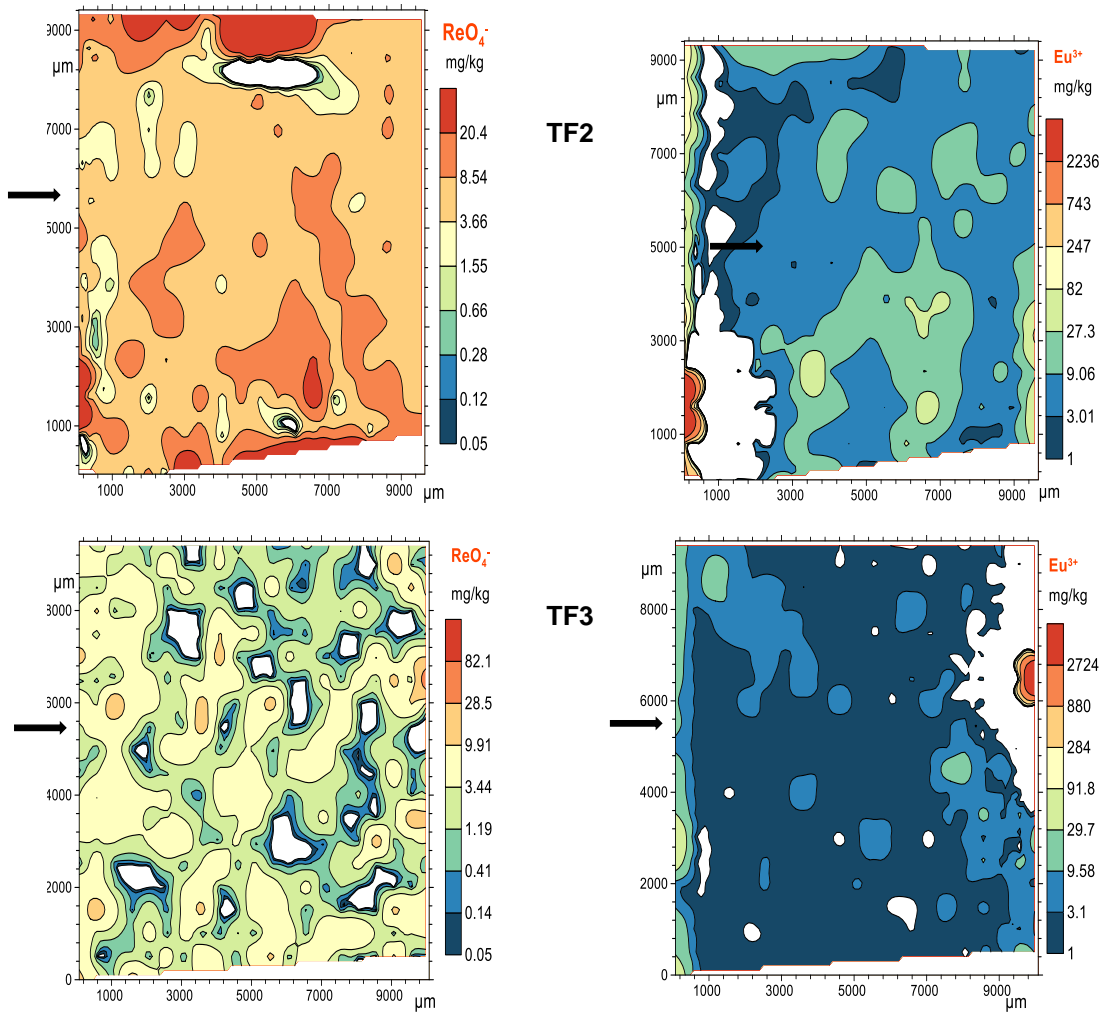 ReO₄⁻
mg/kg
9000
µm
7000
5000
3000
1000
20.4
8.54
3.66
1.55
0.66
0.28
0.12
0.05
1000 3000 5000 7000 9000
µm
TF2
Eu³⁺
mg/kg
9000
µm
7000
5000
3000
1000
2236
743
247
82
27.3
9.06
3.01
1
1000 3000 5000 7000 9000 µm
ReO₄⁻
mg/kg
µm
8000
6000
4000
2000
0
82.1
28.5
9.91
3.44
1.19
0.41
0.14
0.05
1000 3000 5000 7000 9000
µm
TF3
Eu³⁺
mg/kg
µm
8000
6000
4000
2000
0
2724
880
284
91.8
29.7
9.58
3.1
1
1000 3000 5000 7000 9000
µm